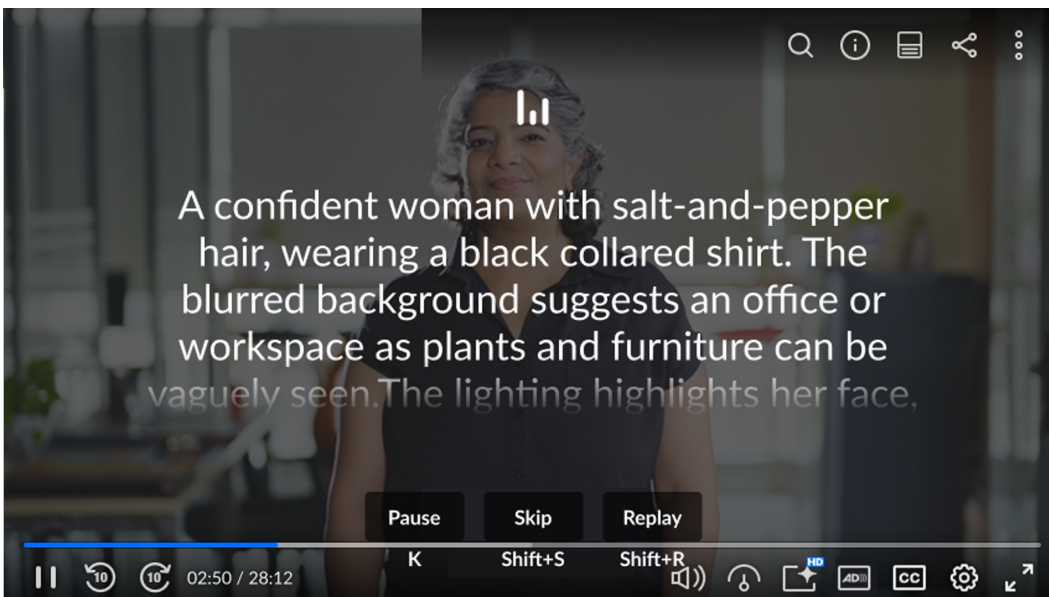 A confident woman with salt-and-pepper
hair, wearing a black collared shirt. The
blurred background suggests an office or
workspace as plants and furniture can be
vaguely seen.The lighting highlights her face,
Pause Skip Replay
K Shift+S Shift+R
10 10 02:50 / 28:12 HD AD CC